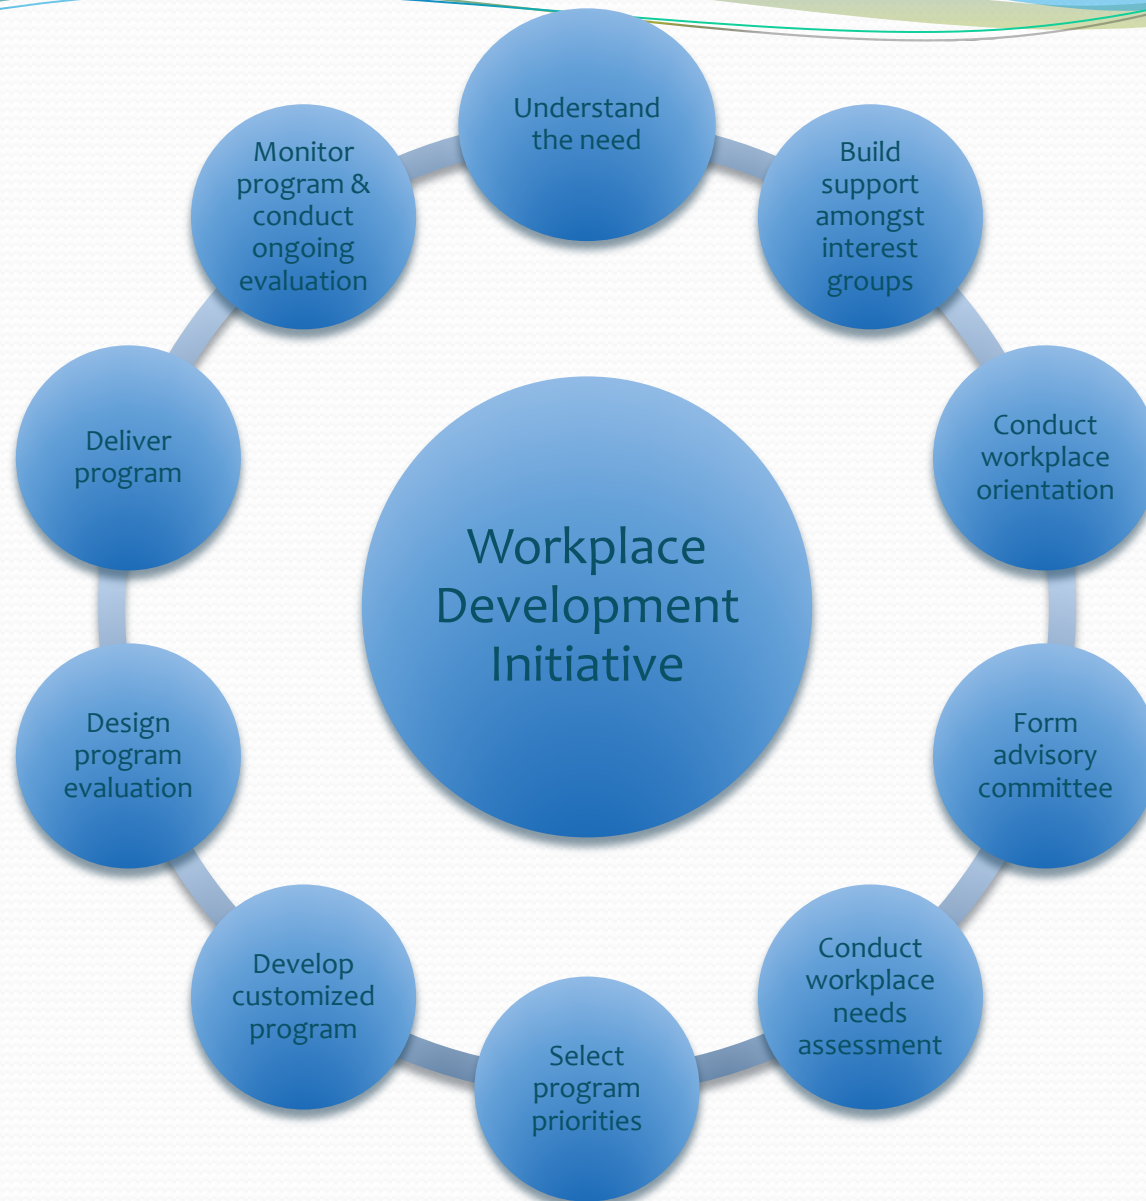 Understand
the need
Build
support
amongst
interest
groups
Conduct
workplace
orientation
Form
advisory
committee
Conduct
workplace
needs
assessment
Select
program
priorities
Develop
customized
program
Design
program
evaluation
Deliver
program
Monitor
program &
conduct
ongoing
evaluation
Workplace
Development
Initiative